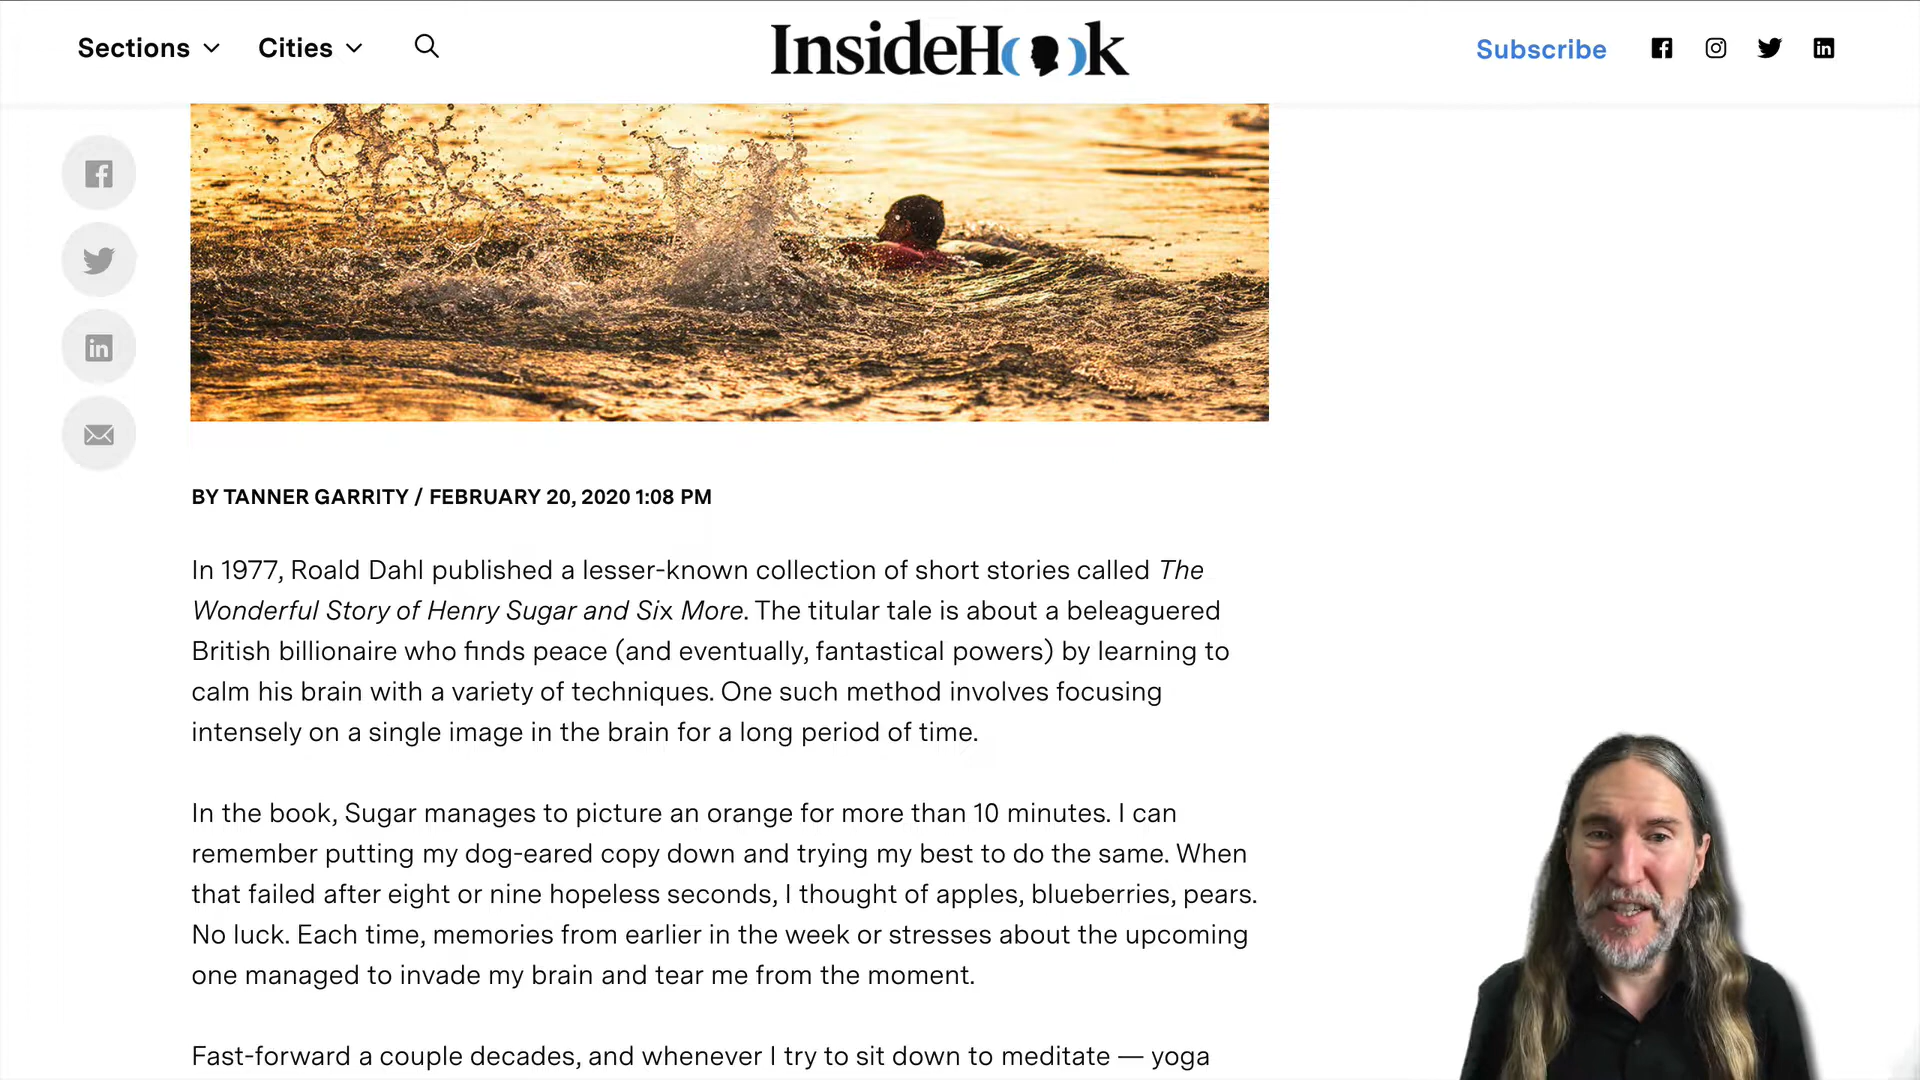 Sections
Cities
InsideHook
Subscribe
BY TANNER GARRITY / FEBRUARY 20, 2020 1:08 PM
In 1977, Roald Dahl published a lesser-known collection of short stories called The
Wonderful Story of Henry Sugar and Six More. The titular tale is about a beleaguered
British billionaire who finds peace (and eventually, fantastical powers) by learning to
calm his brain with a variety of techniques. One such method involves focusing
intensely on a single image in the brain for a long period of time.
In the book, Sugar manages to picture an orange for more than 10 minutes. I can
remember putting my dog-eared copy down and trying my best to do the same. When
that failed after eight or nine hopeless seconds, I thought of apples, blueberries, pears.
No luck. Each time, memories from earlier in the week or stresses about the upcoming
one managed to invade my brain and tear me from the moment.
Fast-forward a couple decades, and whenever I try to sit down to meditate — yoga